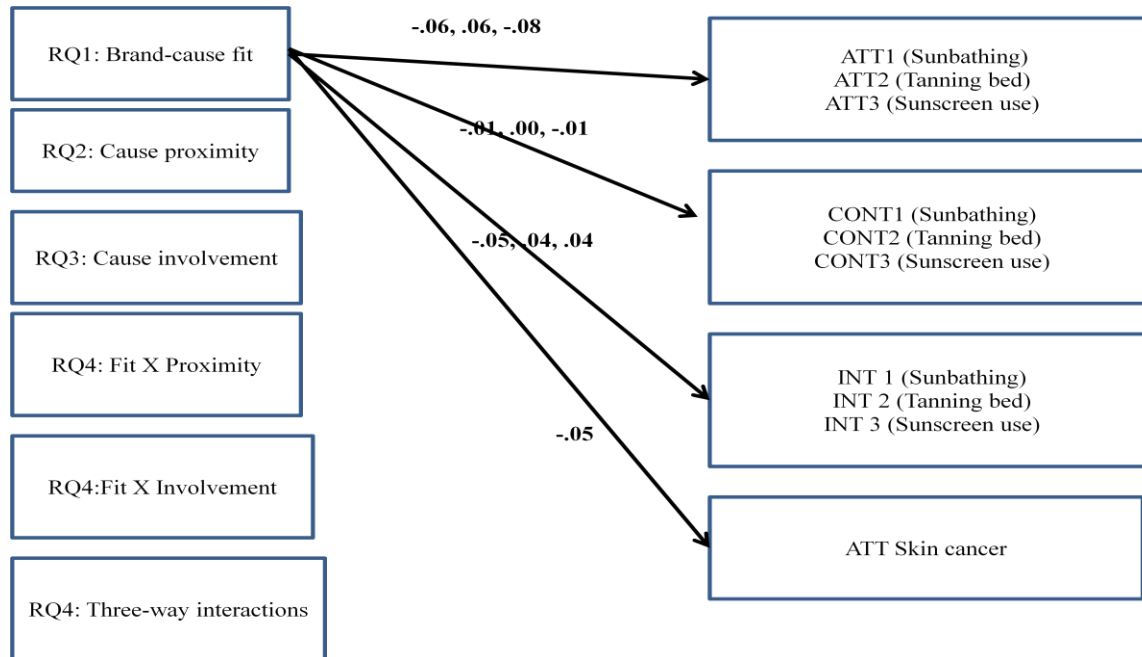 RQ1: Brand-cause fit
RQ2: Cause proximity
RQ3: Cause involvement
RQ4: Fit X Proximity
RQ4:Fit X Involvement
RQ4: Three-way interactions
-.06, .06, -.08
-.01, .00, -.01
-.05, .04, .04
-.05
ATT1 (Sunbathing)
ATT2 (Tanning bed)
ATT3 (Sunscreen use)
CONT1 (Sunbathing)
CONT2 (Tanning bed)
CONT3 (Sunscreen use)
INT 1 (Sunbathing)
INT 2 (Tanning bed)
INT 3 (Sunscreen use)
ATT Skin cancer